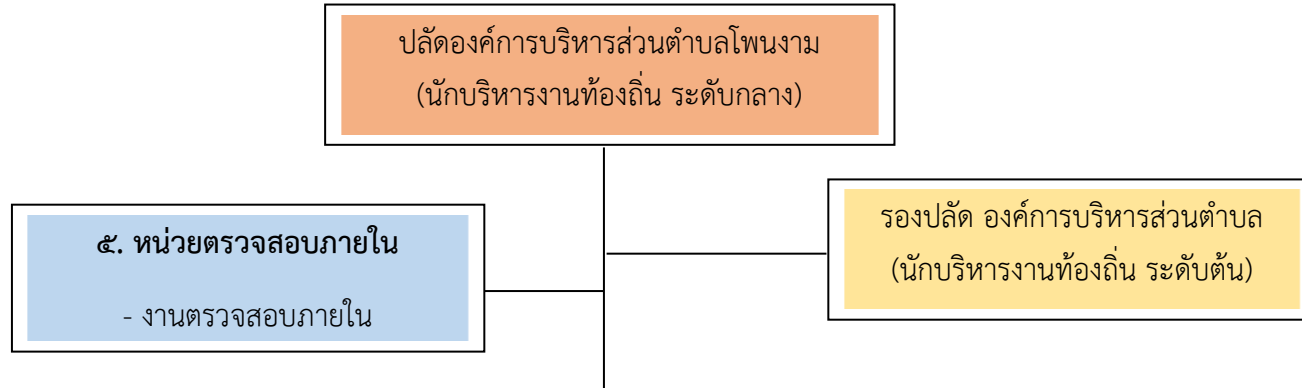 ปลัดองค์การบริหารส่วนตำบลโพนงาม
(นักบริหารงานท้องถิ่น ระดับกลาง)
รองปลัด องค์การบริหารส่วนตำบล
(นักบริหารงานท้องถิ่น ระดับต้น)
๕. หน่วยตรวจสอบภายใน
- งานตรวจสอบภายใน